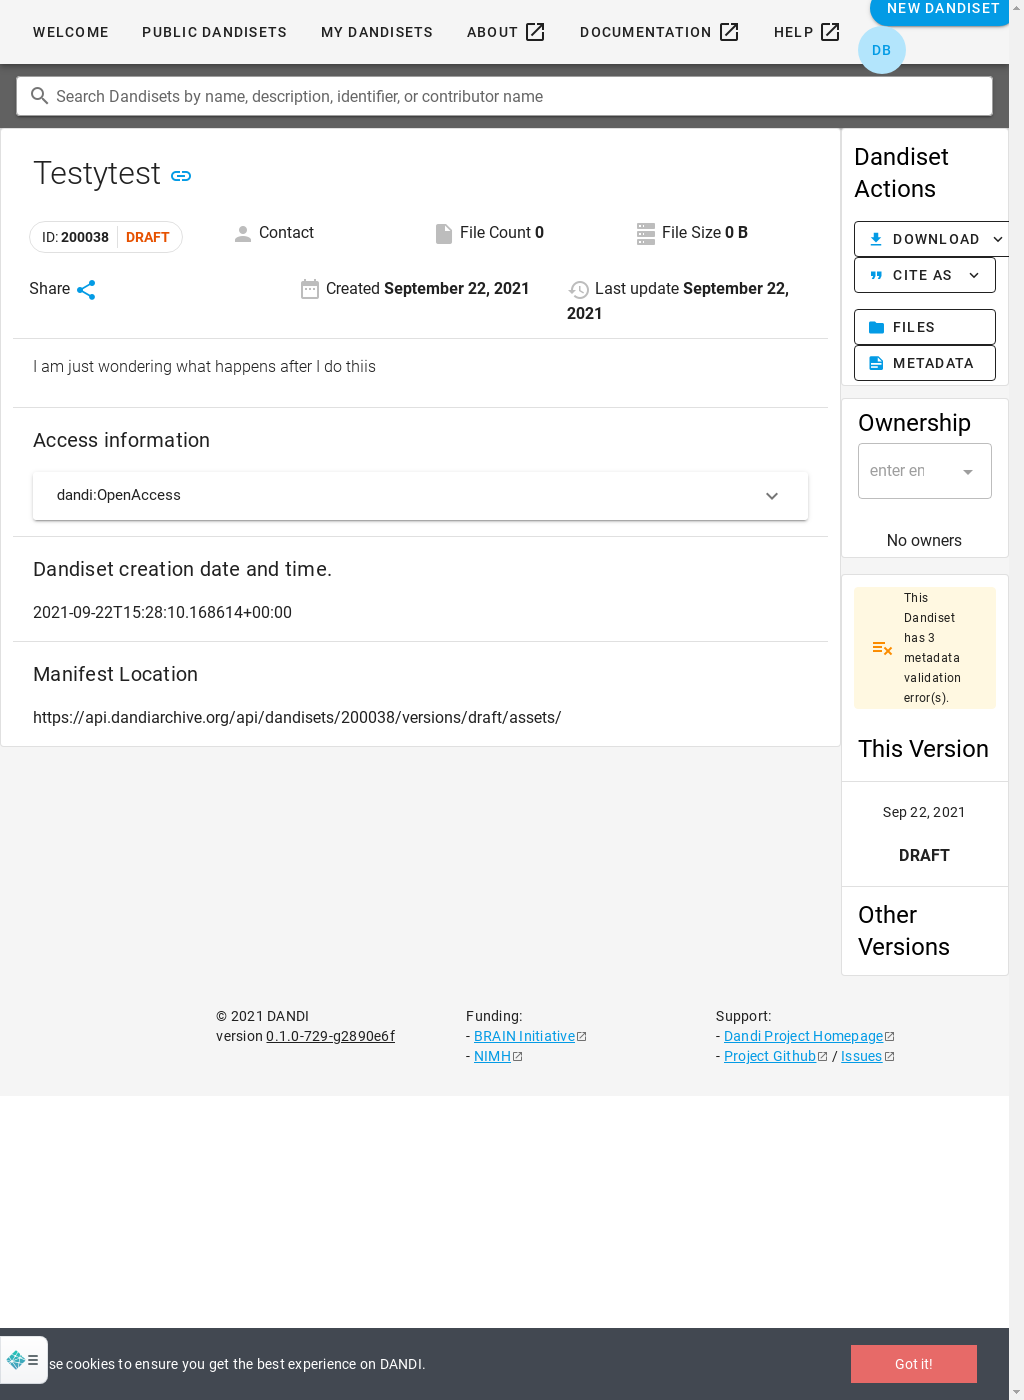 WELCOME PUBLIC DANDISETS MY DANDISETS ABOUT DOCUMENTATION HELP NEW DANDISET
DB
Search Dandisets by name, description, identifier, or contributor name
Testytest
ID: 200038 DRAFT Contact File Count 0 File Size 0 B
Share Created September 22, 2021 Last update September 22,
2021
I am just wondering what happens after I do thiis
Access information
dandi:OpenAccess
Dandiset creation date and time.
2021-09-22T15:28:10.168614+00:00
Manifest Location
https://api.dandiarchive.org/api/dandisets/200038/versions/draft/assets/
Dandiset
Actions
DOWNLOAD
CITE AS
FILES
METADATA
Ownership
enter en
No owners
This
Dandiset
has 3
metadata
validation
error(s).
This Version
Sep 22, 2021
DRAFT
Other
Versions
© 2021 DANDI
version 0.1.0-729-g2890e6f
Funding:
- BRAIN Initiative
- NIMH
Support:
- Dandi Project Homepage
- Project Github / Issues
se cookies to ensure you get the best experience on DANDI.
Got it!